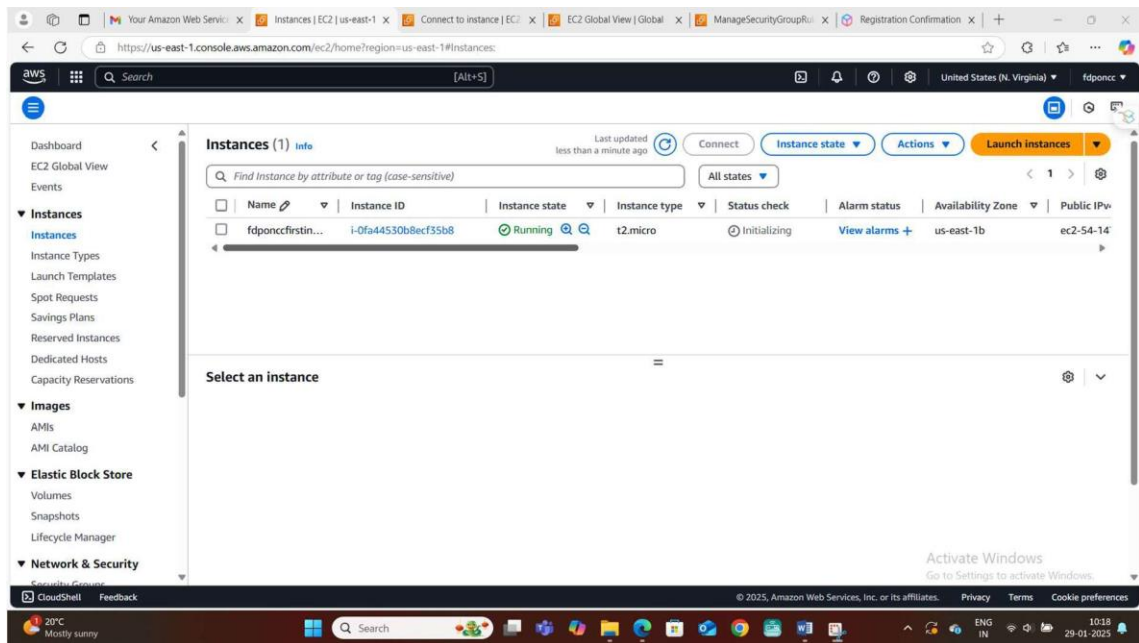 Your Amazon Web Servic
Instances | EC2 | us-east-1
Connect to instance | EC2
EC2 Global View | Global
ManageSecurityGroupRul
Registration Confirmation
https://us-east-1.console.aws.amazon.com/ec2/home?region=us-east-1#Instances:
aws
Search
[Alt+S]
United States (N. Virginia)
fdponcc
Dashboard
EC2 Global View
Events
Instances
Instances
Instance Types
Launch Templates
Spot Requests
Savings Plans
Reserved Instances
Dedicated Hosts
Capacity Reservations
Images
AMIs
AMI Catalog
Elastic Block Store
Volumes
Snapshots
Lifecycle Manager
Network & Security
Security Groups
Instances (1) Info
Last updated
less than a minute ago
Connect
Instance state
Actions
Launch instances
Find Instance by attribute or tag (case-sensitive)
All states
1
Name Instance ID Instance state Instance type Status check Alarm status Availability Zone Public IPv
fdponccfirstin... i-0fa44530b8ecf35b8 Running t2.micro Initializing View alarms + us-east-1b ec2-54-14
Select an instance
Activate Windows
Go to Settings to activate Windows.
CloudShell Feedback © 2025, Amazon Web Services, Inc. or its affiliates. Privacy Terms Cookie preferences
20°C
Mostly sunny
Search
ENG
IN
10:18
29-01-2025